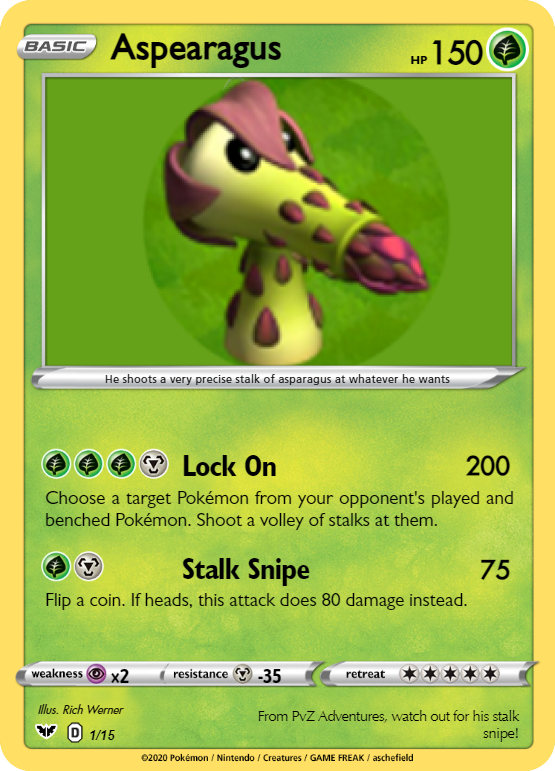 BASIC
Aspearagus
HP 150
He shoots a very precise stalk of asparagus at whatever he wants
Lock On 200
Choose a target Pokémon from your opponent's played and
benched Pokémon. Shoot a volley of stalks at them.
Stalk Snipe 75
Flip a coin. If heads, this attack does 80 damage instead.
weakness x2 resistance -35 retreat
Illus. Rich Werner
D 1/15
From PvZ Adventures, watch out for his stalk
snipe!
©2020 Pokémon / Nintendo / Creatures / GAME FREAK / aschefield